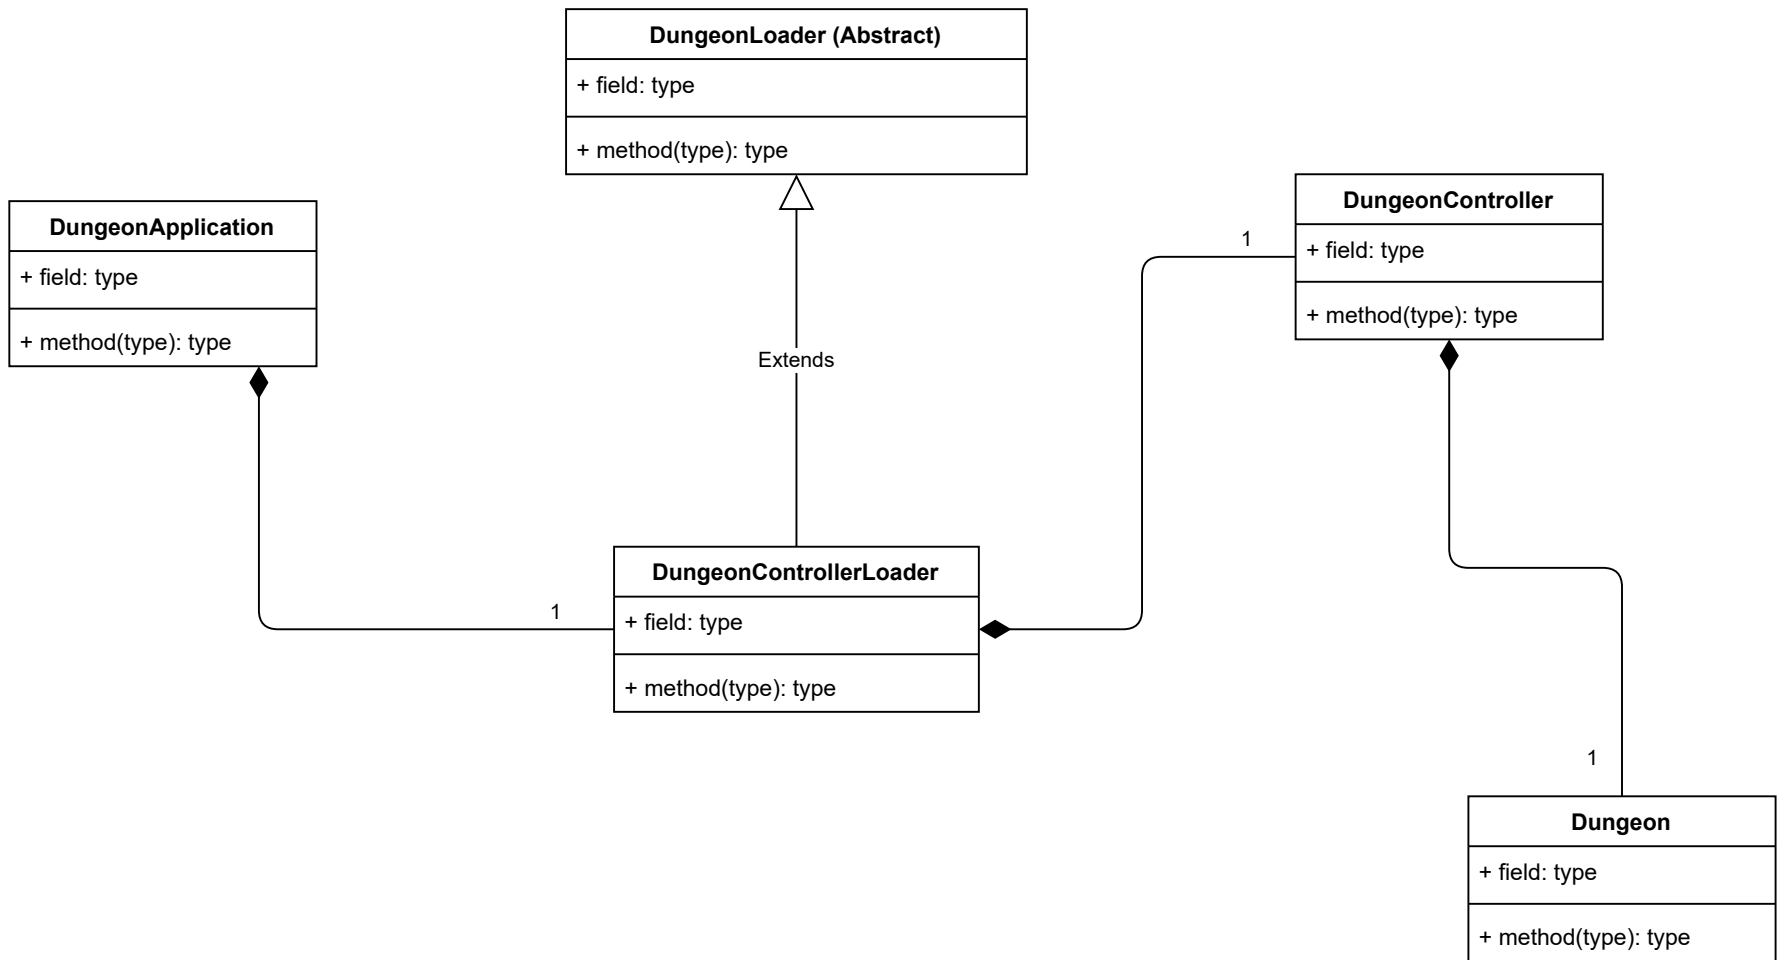 DungeonLoader (Abstract)
+ field: type
+ method(type): type
DungeonApplication
+ field: type
+ method(type): type
DungeonController
+ field: type
+ method(type): type
1
Extends
DungeonControllerLoader
+ field: type
+ method(type): type
1
1
Dungeon
+ field: type
+ method(type): type